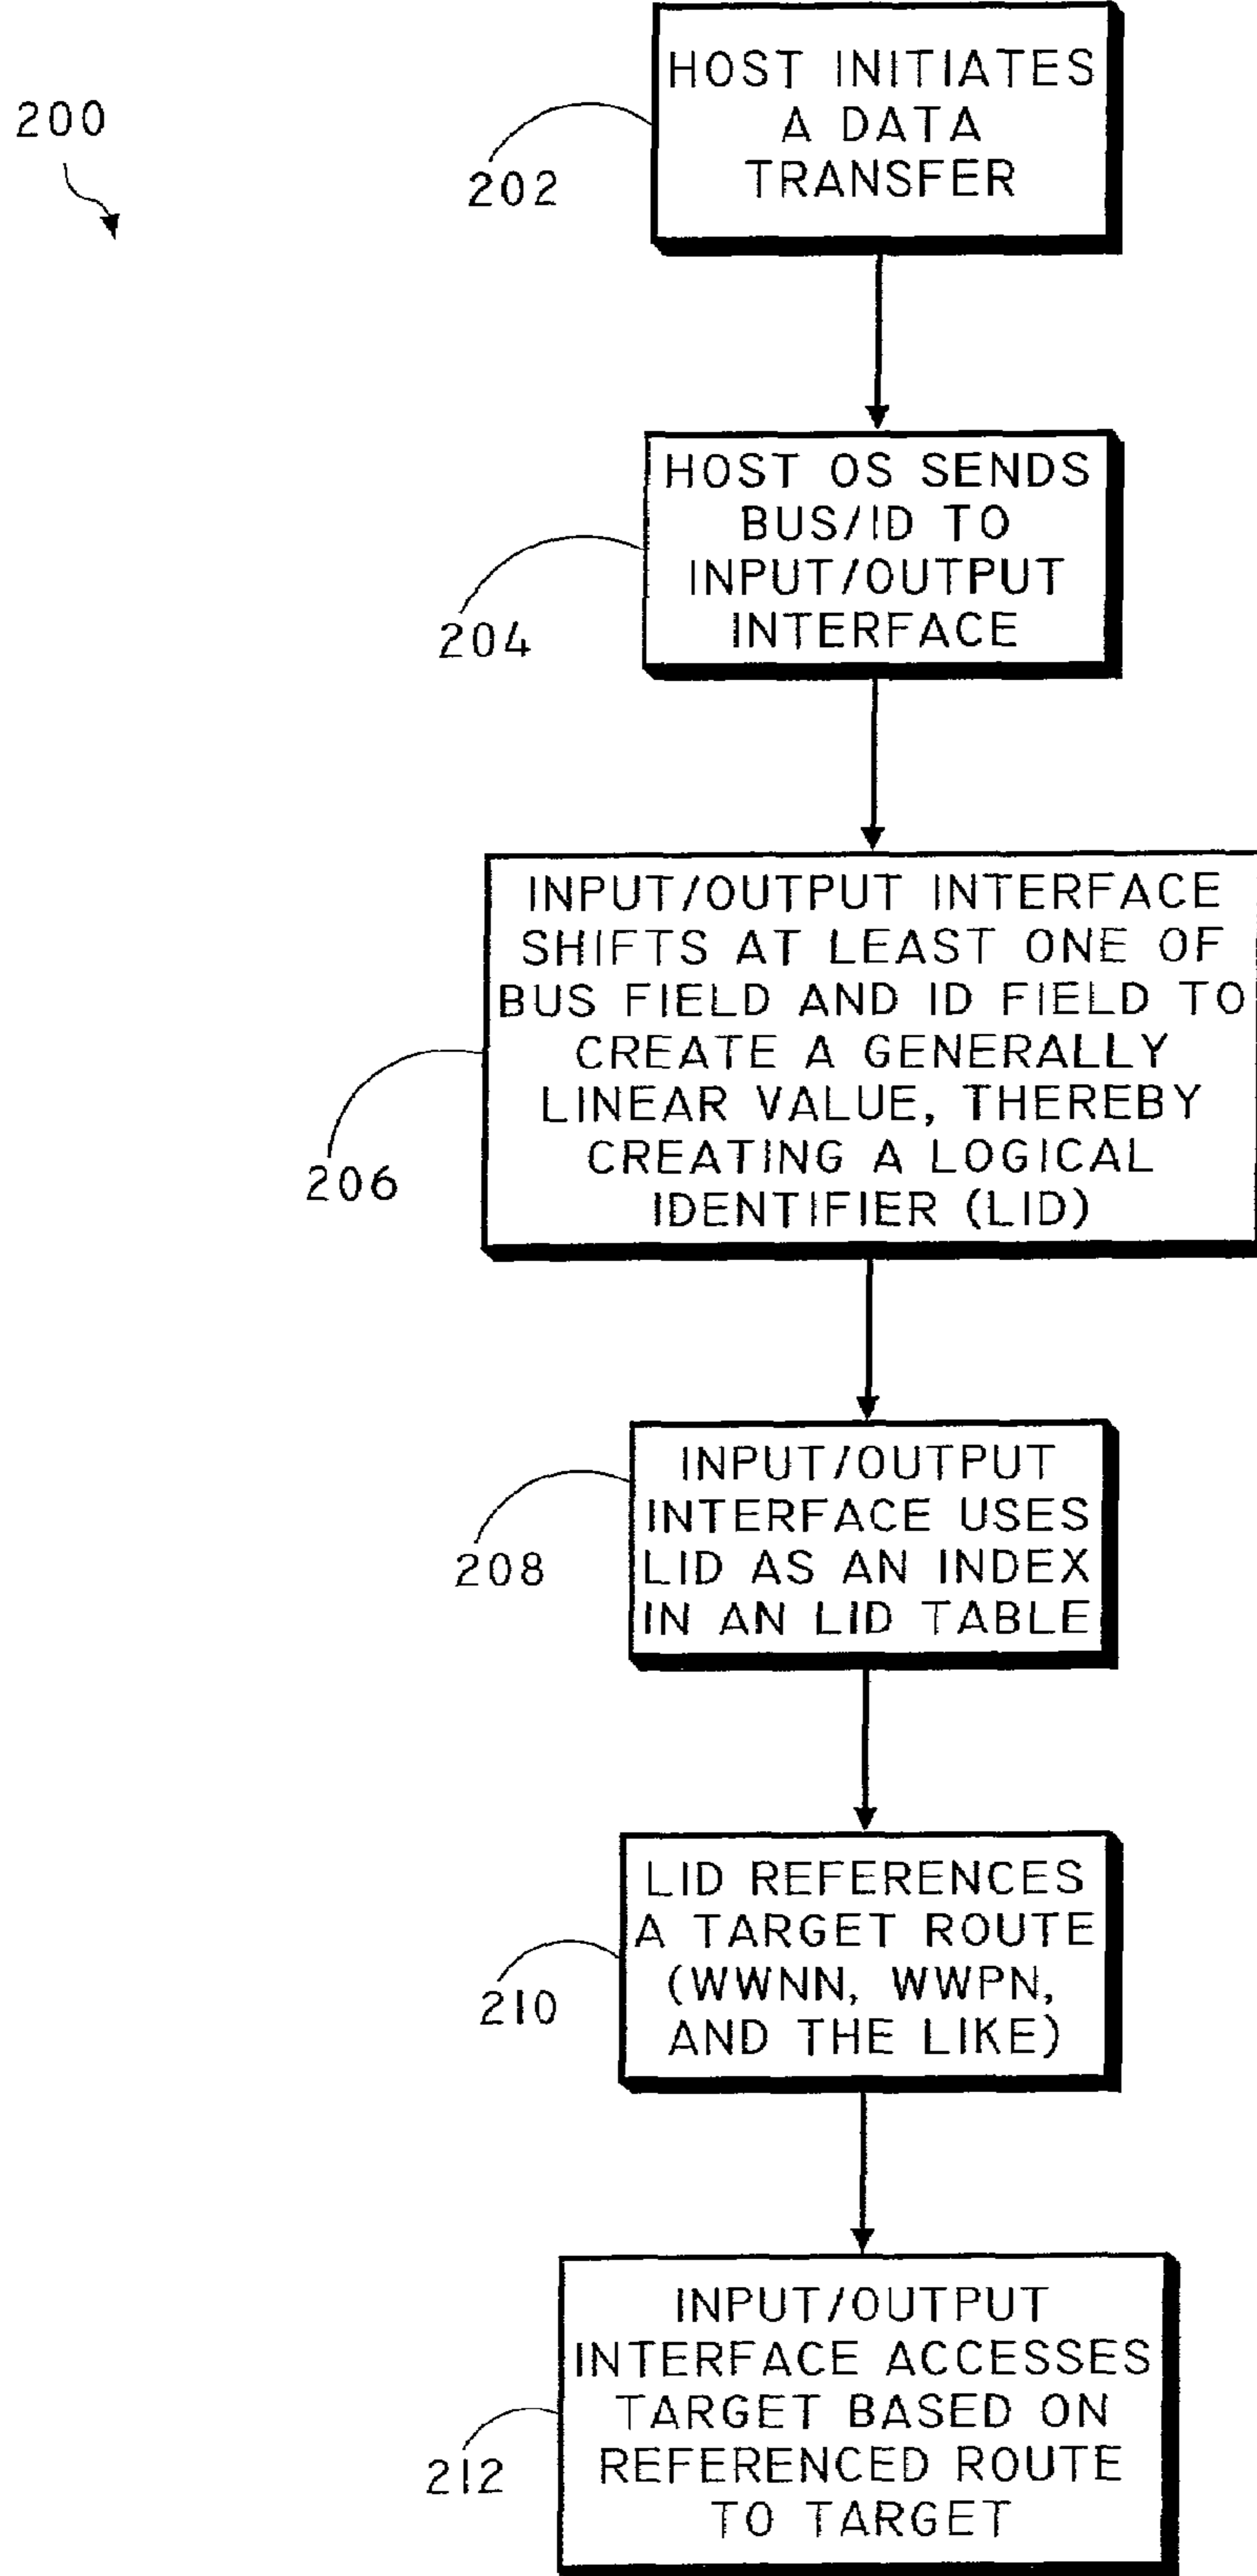 200
HOST INITIATES
A DATA
TRANSFER
202
HOST OS SENDS
BUS/ID TO
INPUT/OUTPUT
INTERFACE
204
INPUT/OUTPUT INTERFACE
SHIFTS AT LEAST ONE OF
BUS FIELD AND ID FIELD TO
CREATE A GENERALLY
LINEAR VALUE, THEREBY
CREATING A LOGICAL
IDENTIFIER (LID)
206
INPUT/OUTPUT
INTERFACE USES
LID AS AN INDEX
IN AN LID TABLE
208
LID REFERENCES
A TARGET ROUTE
(WWNN, WWPN,
AND THE LIKE)
210
INPUT/OUTPUT
INTERFACE ACCESSES
TARGET BASED ON
REFERENCED ROUTE
TO TARGET
212